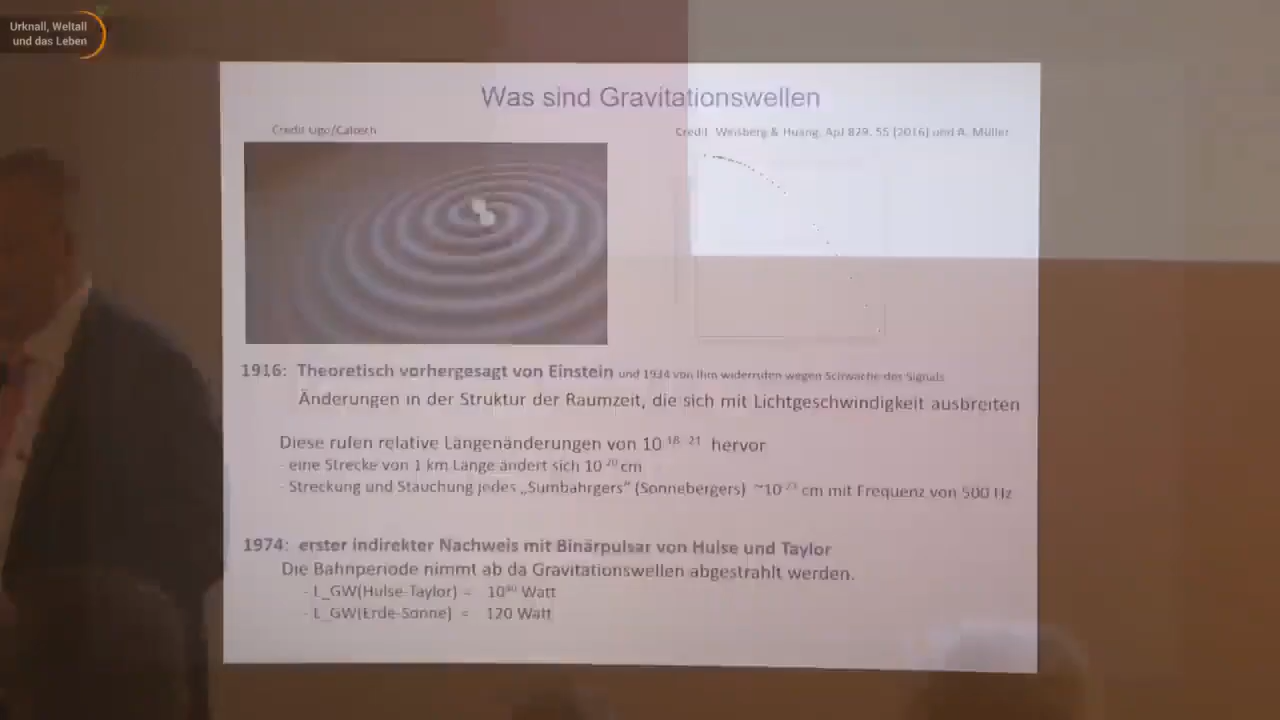 Urknall, Weltall
und das Leben
Was sind Gravitationswellen
Credit Ligo/Caltech
Credit Weisberg & Huang, ApJ 829, 55 [2016] und A. Müller
1916: Theoretisch vorhergesagt von Einstein und 1934 von ihm widerrufen wegen Schwäche des Signals
Änderungen in der Struktur der Raumzeit, die sich mit Lichtgeschwindigkeit ausbreiten
Diese rufen relative Längenänderungen von 10 18 21 hervor
- eine Strecke von 1 km Länge ändert sich 10 cm
- Streckung und Stauchung jedes „Sumbahrgers" (Sonnebergers) ~10 cm mit Frequenz von 500 Hz
1974: erster indirekter Nachweis mit Binärpulsar von Hulse und Taylor
Die Bahnperiode nimmt ab da Gravitationswellen abgestrahlt werden.
- L_GW(Hulse-Taylor) = 10 Watt
- L_GW(Erde-Sonne) = 120 Watt